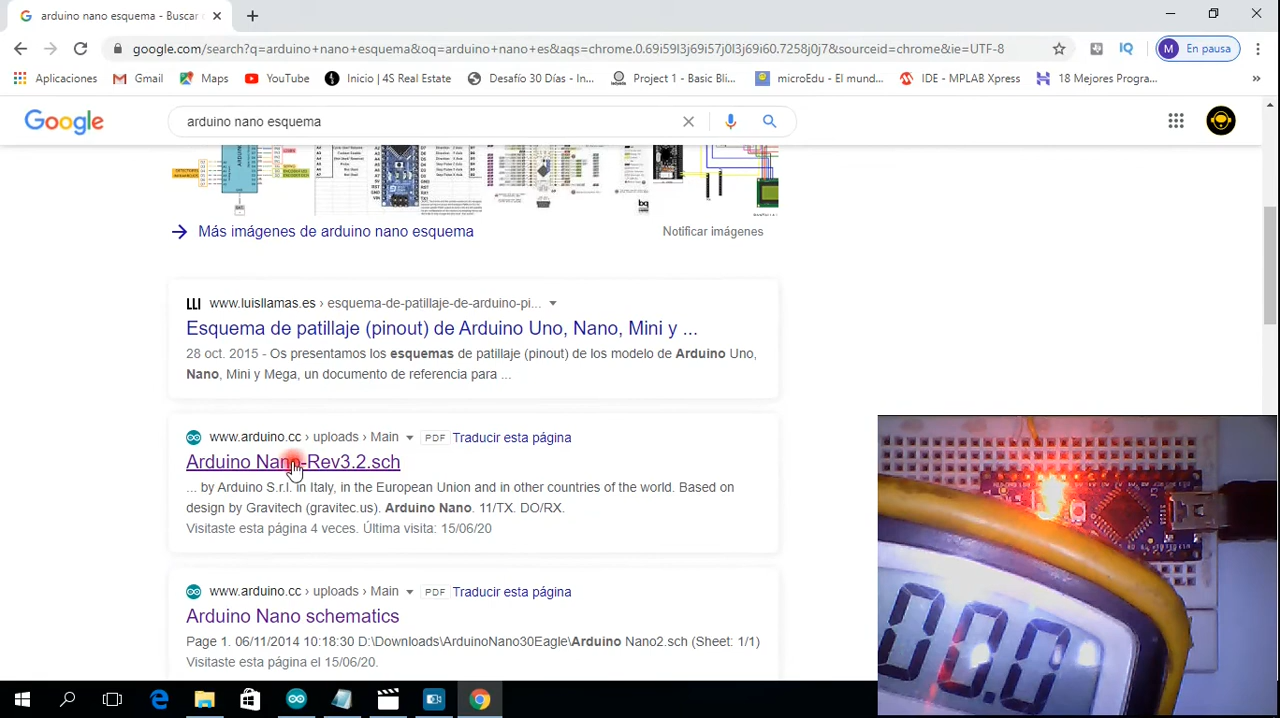 arduino nano esquema - Buscar
google.com/search?q=arduino+nano+esquema&oq=arduino+nano+es&aqs=chrome.0.69i59l3j69i57j0l3j69i60.7258j0j7&sourceid=chrome&ie=UTF-8
M En pausa
Aplicaciones Gmail Maps YouTube Inicio | 4S Real Estate Desafío 30 Días - In... Project 1 - Basic Bli... microEdu - El mund... IDE - MPLAB Xpress 18 Mejores Progra...
Google arduino nano esquema
Más imágenes de arduino nano esquema Notificar imágenes
www.luisllamas.es › esquema-de-patillaje-de-arduino-pi...
Esquema de patillaje (pinout) de Arduino Uno, Nano, Mini y ...
28 oct. 2015 - Os presentamos los esquemas de patillaje (pinout) de los modelo de Arduino Uno,
Nano, Mini y Mega, un documento de referencia para ...
www.arduino.cc › uploads › Main PDF Traducir esta página
Arduino Nano-Rev3.2.sch
... by Arduino S.r.l. in Italy, in the European Union and in other countries of the world. Based on
design by Gravitech (gravitec.us). Arduino Nano. 11/TX. DO/RX.
Visitaste esta página 4 veces. Última visita: 15/06/20
www.arduino.cc › uploads › Main PDF Traducir esta página
Arduino Nano schematics
Page 1. 06/11/2014 10:18:30 D:\Downloads\ArduinoNano30Eagle\Arduino Nano2.sch (Sheet: 1/1)
Visitaste esta página el 15/06/20.
00.0